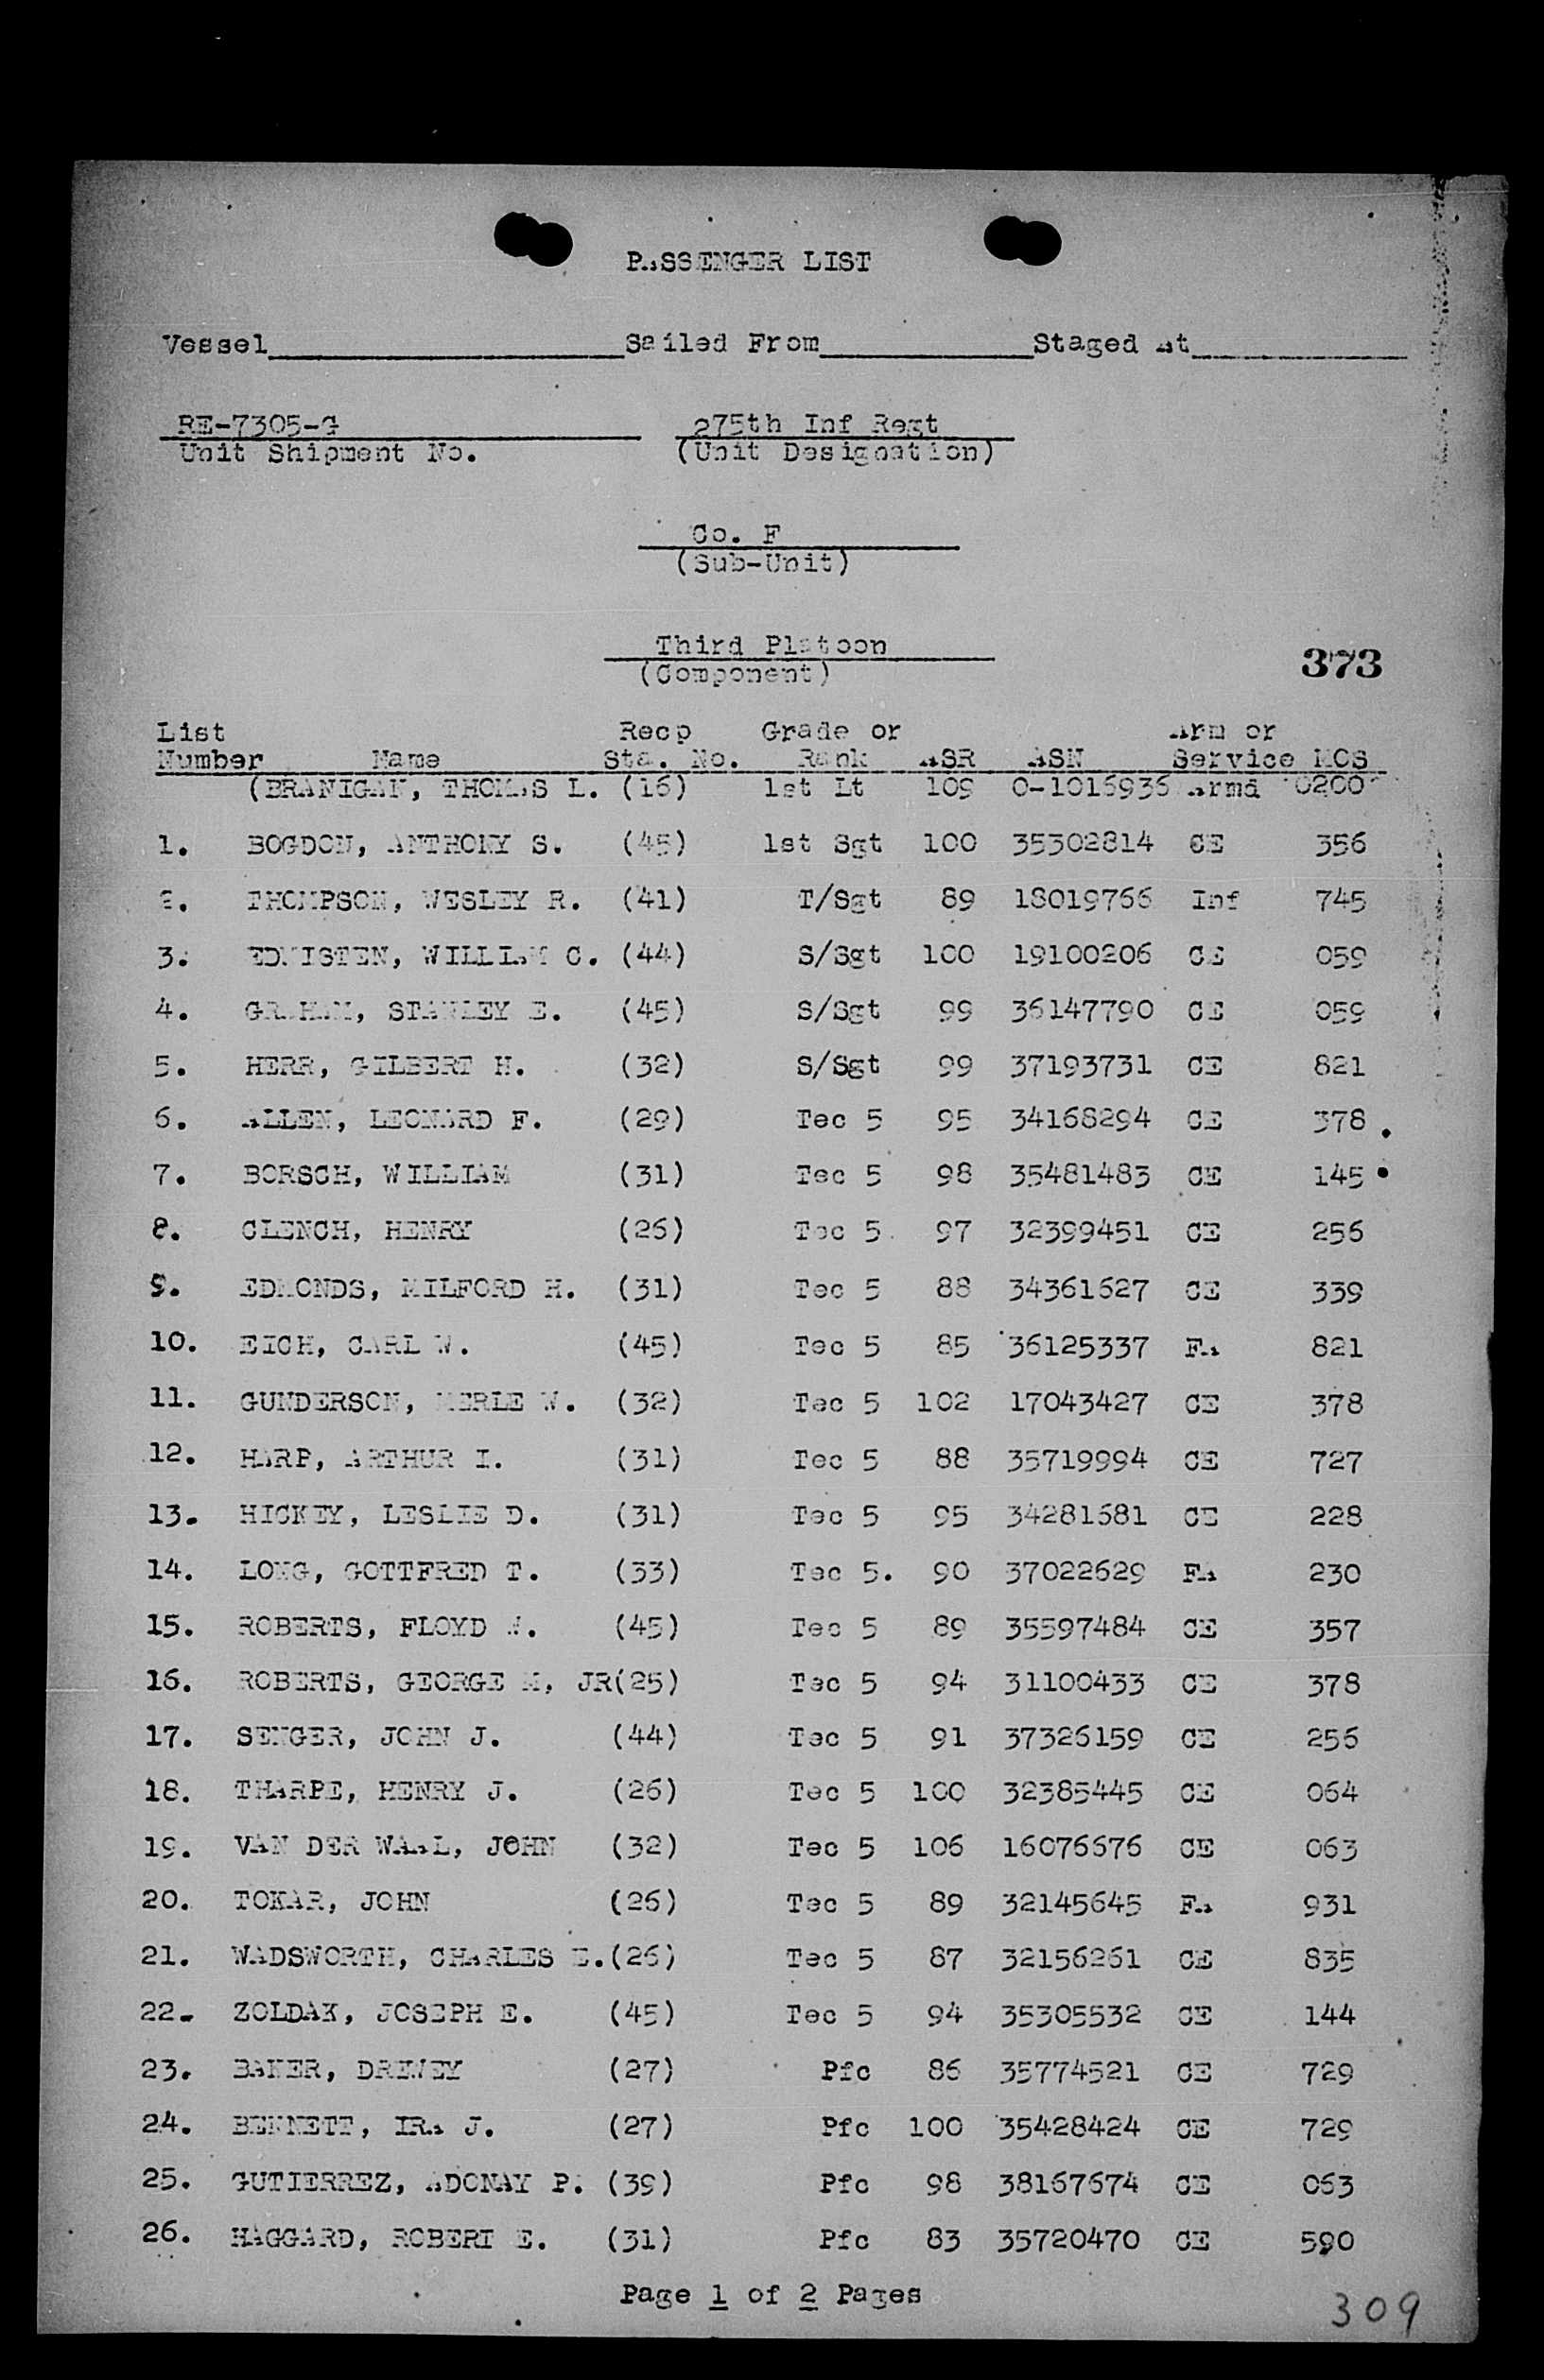 PASSENGER LIST
Vessel____Sailed From____Staged At____
RE-7305-G 275th Inf Regt
Unit Shipment No. (Unit Designation)
Co. F
(Sub-Unit)
Third Platoon
(Component)
373
List Recp Grade or Arm or
Number Name Sta. No. Rank ASR ASN Service MOS
(BRANIGAN, THOMAS L. (16) 1st Lt 109 O-1016936 Armd 0200
1. BOGDON, ANTHONY S. (45) 1st Sgt 100 35302814 CE 356
2. THOMPSON, WESLEY R. (41) T/Sgt 89 18019766 Inf 745
3. EDMISTEN, WILLIAM C. (44) S/Sgt 100 19100206 CE 059
4. GRAHAM, STANLEY E. (45) S/Sgt 99 36147790 CE 059
5. HERR, GILBERT H. (32) S/Sgt 99 37193731 CE 821
6. ALLEN, LEONARD F. (29) Tec 5 95 34168294 CE 378
7. BORSCH, WILLIAM (31) Tec 5 98 35481483 CE 145
8. CLENCH, HENRY (26) Tec 5 97 32399451 CE 256
9. EDMONDS, MILFORD H. (31) Tec 5 88 34361627 CE 339
10. EICH, CARL W. (45) Tec 5 85 36125337 FA 821
11. GUNDERSON, MERLE W. (32) Tec 5 102 17043427 CE 378
12. HARP, ARTHUR I. (31) Tec 5 88 35719994 CE 727
13. HICKEY, LESLIE D. (31) Tec 5 95 34281681 CE 228
14. LONG, GOTTFRED T. (33) Tec 5. 90 37022629 FA 230
15. ROBERTS, FLOYD W. (45) Tec 5 89 35597484 CE 357
16. ROBERTS, GEORGE M, JR(25) Tec 5 94 31100433 CE 378
17. SENGER, JOHN J. (44) Tec 5 91 37326159 CE 256
18. THARPE, HENRY J. (26) Tec 5 100 32385445 CE 064
19. VAN DER WAAL, JOHN (32) Tec 5 106 16076676 CE 063
20. TOKAR, JOHN (26) Tec 5 89 32145645 FA 931
21. WADSWORTH, CHARLES E.(26) Tec 5 87 32156261 CE 835
22. ZOLDAK, JOSEPH E. (45) Tec 5 94 35305532 CE 144
23. BAKER, DREWEY (27) Pfc 86 35774521 CE 729
24. BENNETT, IRA J. (27) Pfc 100 35428424 CE 729
25. GUTIERREZ, ADONAY P. (39) Pfc 98 38167674 CE 063
26. HAGGARD, ROBERT E. (31) Pfc 83 35720470 CE 590
Page 1 of 2 Pages
309